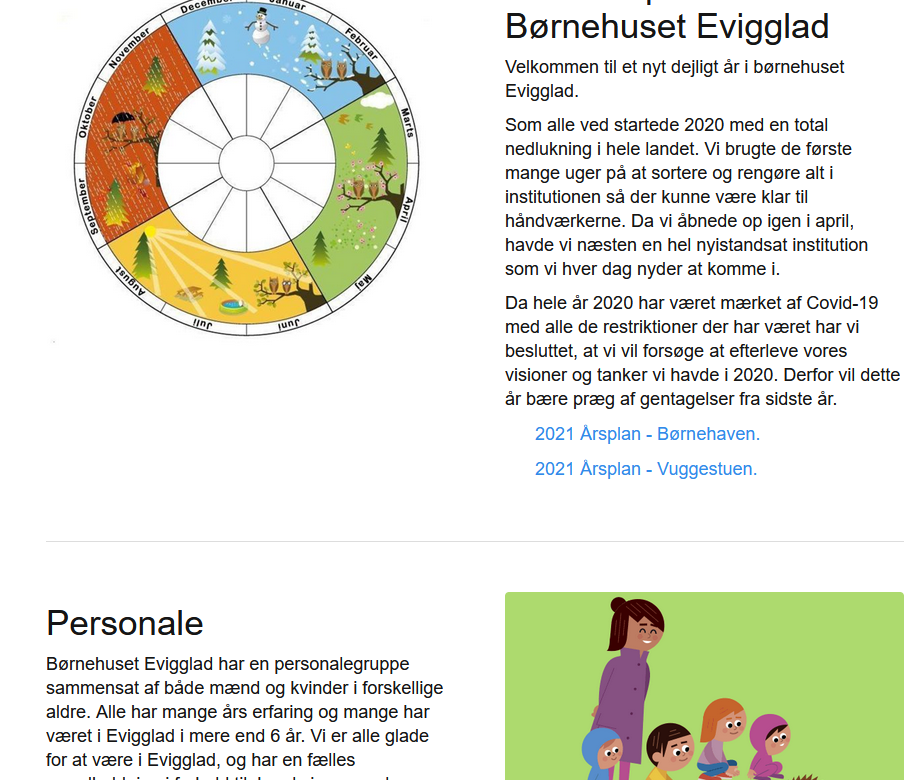 December
Januar
Februar
Marts
April
Maj
Juni
Juli
August
September
Oktober
November
Børnehuset Evigglad
Velkommen til et nyt dejligt år i børnehuset
Evigglad.
Som alle ved startede 2020 med en total
nedlukning i hele landet. Vi brugte de første
mange uger på at sortere og rengøre alt i
institutionen så der kunne være klar til
håndværkerne. Da vi åbnede op igen i april,
havde vi næsten en hel nyistandsat institution
som vi hver dag nyder at komme i.
Da hele år 2020 har været mærket af Covid-19
med alle de restriktioner der har været har vi
besluttet, at vi vil forsøge at efterleve vores
visioner og tanker vi havde i 2020. Derfor vil dette
år bære præg af gentagelser fra sidste år.
2021 Årsplan - Børnehaven.
2021 Årsplan - Vuggestuen.
Personale
Børnehuset Evigglad har en personalegruppe
sammensat af både mænd og kvinder i forskellige
aldre. Alle har mange års erfaring og mange har
været i Evigglad i mere end 6 år. Vi er alle glade
for at være i Evigglad, og har en fælles